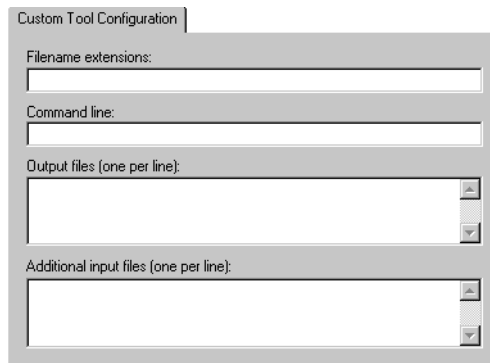 Custom Tool Configuration
Filename extensions:
Command line:
Output files (one per line):
Additional input files (one per line):